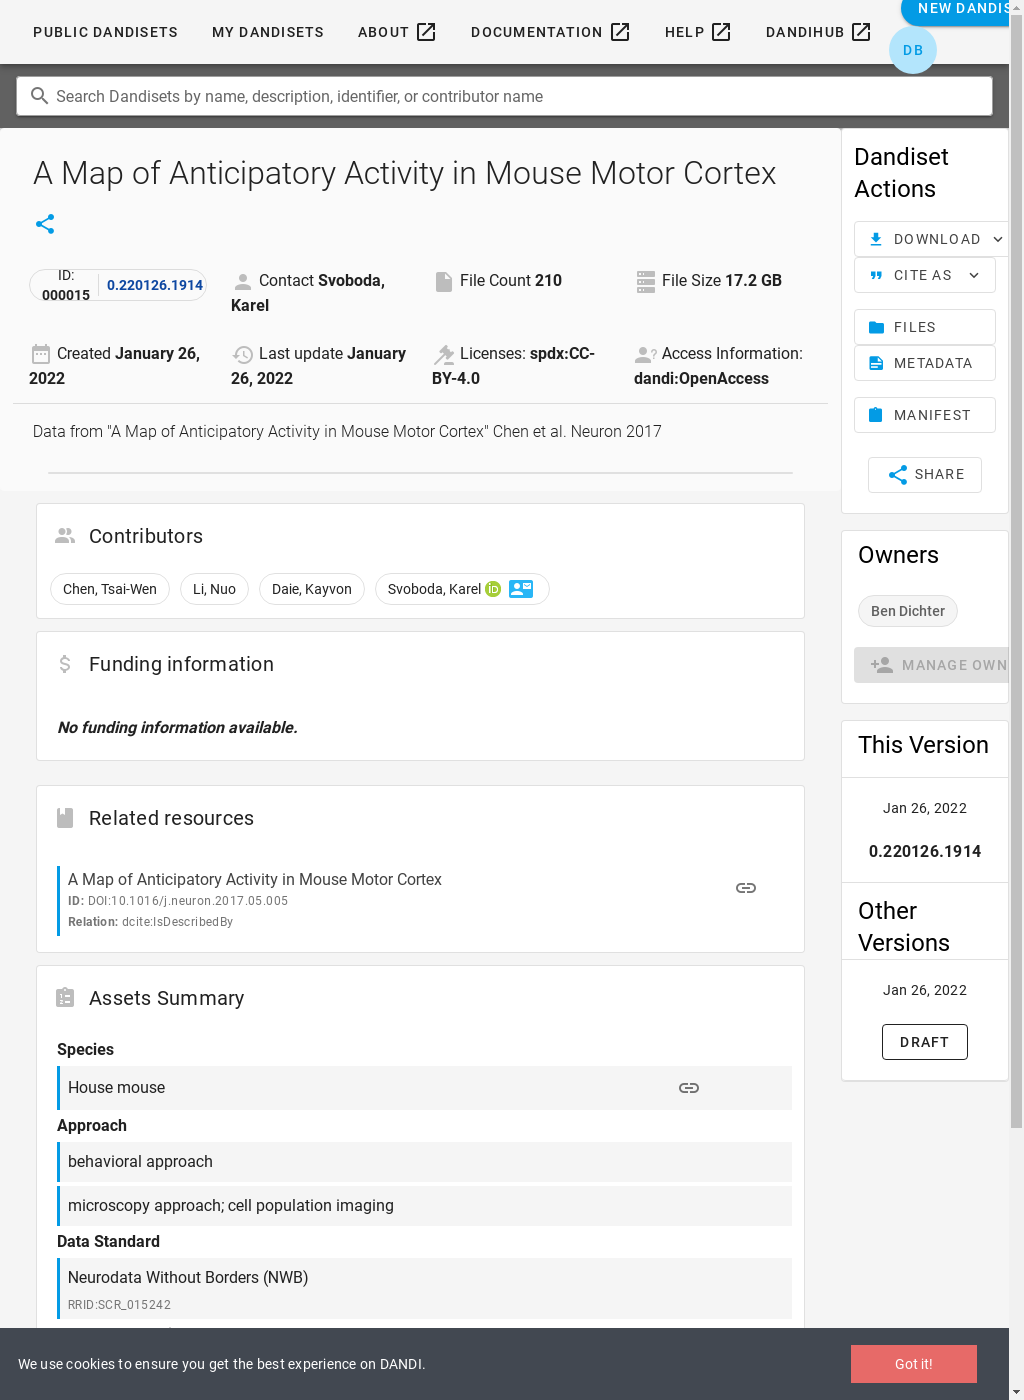 PUBLIC DANDISETS
MY DANDISETS
ABOUT
DOCUMENTATION
HELP
DANDIHUB
NEW DANDIS
DB
Search Dandisets by name, description, identifier, or contributor name
A Map of Anticipatory Activity in Mouse Motor Cortex
ID:
000015
0.220126.1914
Contact Svoboda,
Karel
File Count 210
File Size 17.2 GB
Created January 26,
2022
Last update January
26, 2022
Licenses: spdx:CC-
BY-4.0
Access Information:
dandi:OpenAccess
Data from "A Map of Anticipatory Activity in Mouse Motor Cortex" Chen et al. Neuron 2017
Contributors
Chen, Tsai-Wen
Li, Nuo
Daie, Kayvon
Svoboda, Karel
iD
Funding information
No funding information available.
Related resources
A Map of Anticipatory Activity in Mouse Motor Cortex
ID: DOI:10.1016/j.neuron.2017.05.005
Relation: dcite:IsDescribedBy
Assets Summary
Species
House mouse
Approach
behavioral approach
microscopy approach; cell population imaging
Data Standard
Neurodata Without Borders (NWB)
RRID:SCR_015242
Dandiset
Actions
DOWNLOAD
CITE AS
FILES
METADATA
MANIFEST
SHARE
Owners
Ben Dichter
MANAGE OWN
This Version
Jan 26, 2022
0.220126.1914
Other
Versions
Jan 26, 2022
DRAFT
We use cookies to ensure you get the best experience on DANDI.
Got it!